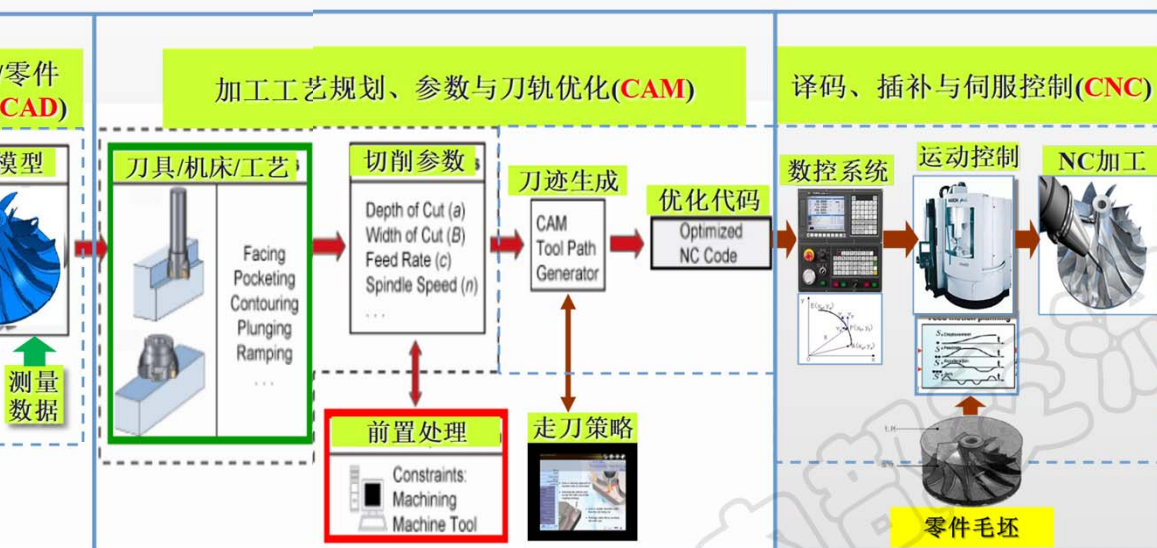 /零件
CAD)
加工工艺规划、参数与刀轨优化(CAM)
译码、插补与伺服控制(CNC)
模型
测量
数据
刀具/机床/工艺
Facing
Pocketing
Contouring
Plunging
Ramping
...
切削参数
Depth of Cut (a)
Width of Cut (B)
Feed Rate (c)
Spindle Speed (n)
...
前置处理
Constraints:
Machining
Machine Tool
刀迹生成
CAM
Tool Path
Generator
走刀策略
优化代码
Optimized
NC Code
数控系统
运动控制
NC加工
零件毛坯